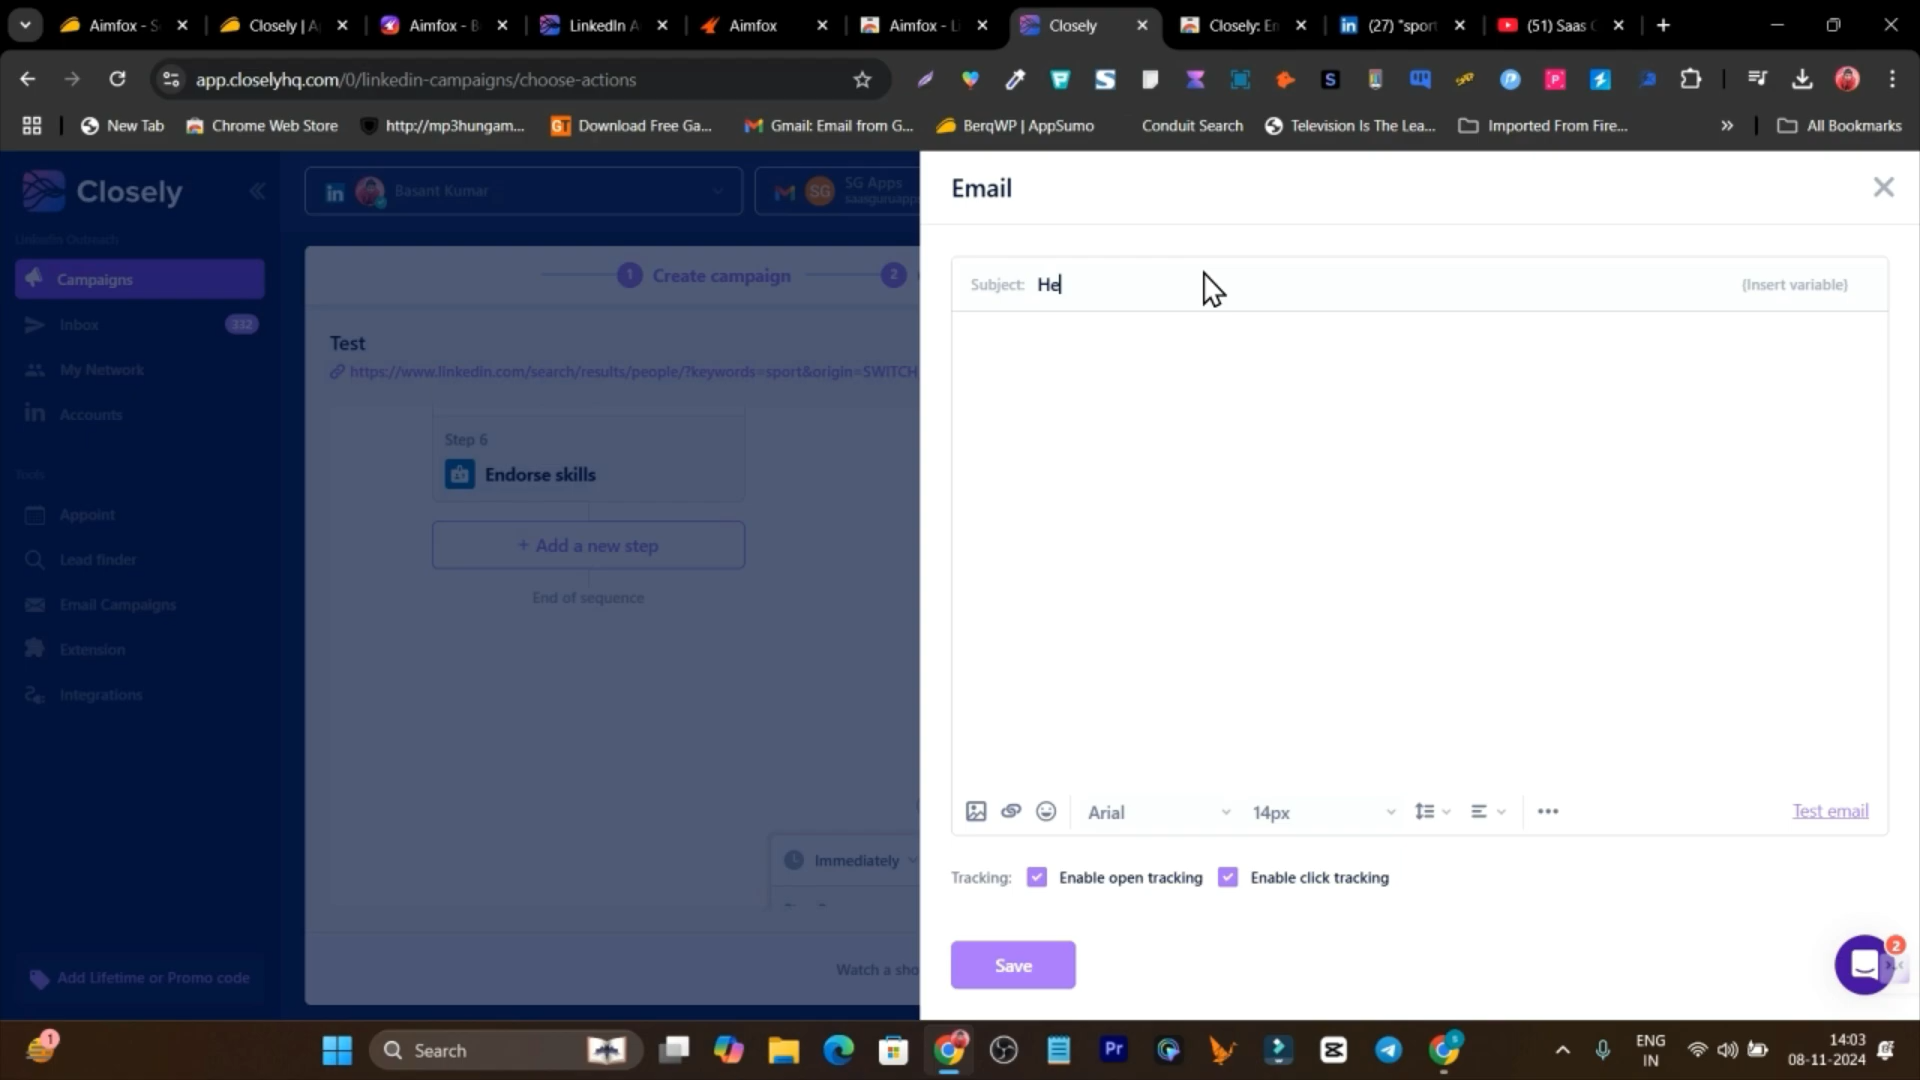 Aimfox - S
Closely | A
Aimfox - B
LinkedIn A
Aimfox
Aimfox - Li
Closely
Closely: En
(27) "sport
(51) Saas G
app.closelyhq.com/0/linkedin-campaigns/choose-actions
New Tab
Chrome Web Store
http://mp3hungam...
Download Free Ga...
Gmail: Email from G...
BerqWP | AppSumo
Conduit Search
Television Is The Lea...
Imported From Fire...
All Bookmarks
Closely
Basant Kumar
SG Apps
saasguruapp
LinkedIn Outreach
Campaigns
Inbox
332
My Network
Accounts
Tools
Appoint
Lead finder
Email Campaigns
Extension
Integrations
Add Lifetime or Promo code
1 Create campaign
2
Test
https://www.linkedin.com/search/results/people/?keywords=sport&origin=SWITCH
Step 6
Endorse skills
+ Add a new step
End of sequence
Immediately
Watch a sho
Email
Subject: He
{Insert variable}
Arial
14px
Test email
Tracking: Enable open tracking Enable click tracking
Save
2
1
Search
ENG
IN
14:03
08-11-2024